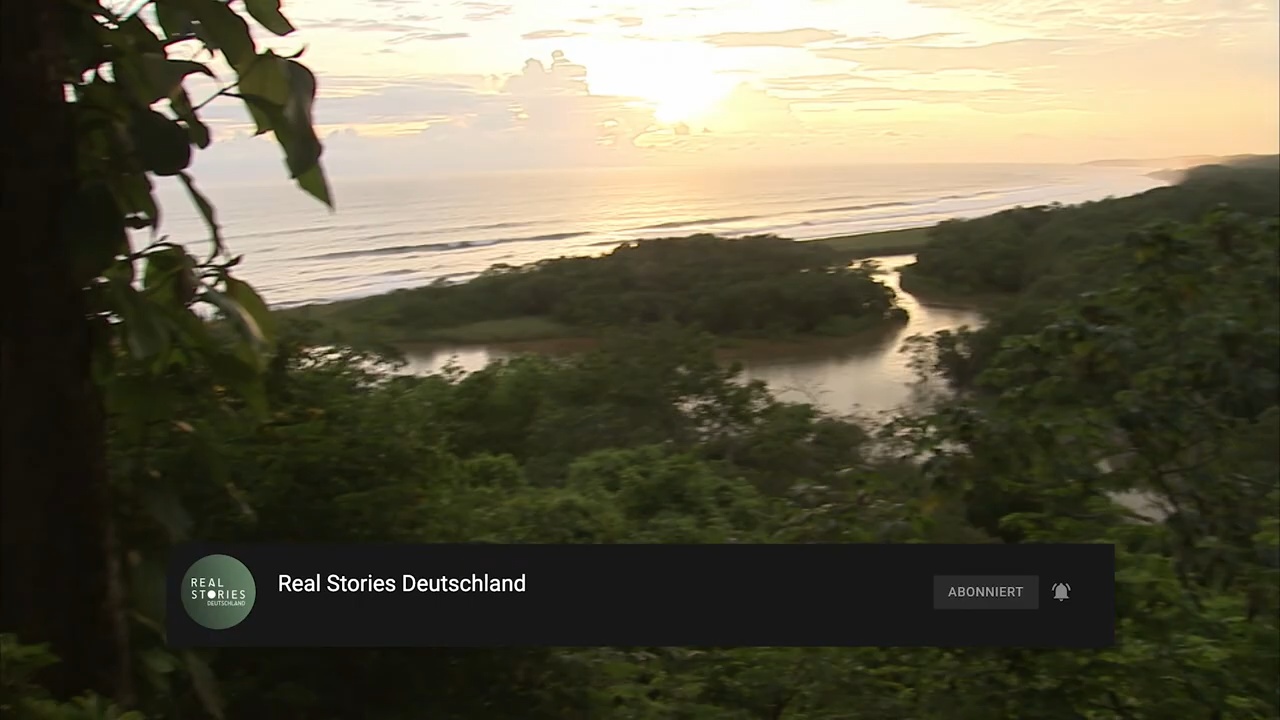 REAL
STORIES
DEUTSCHLAND
Real Stories Deutschland
ABONNIERT